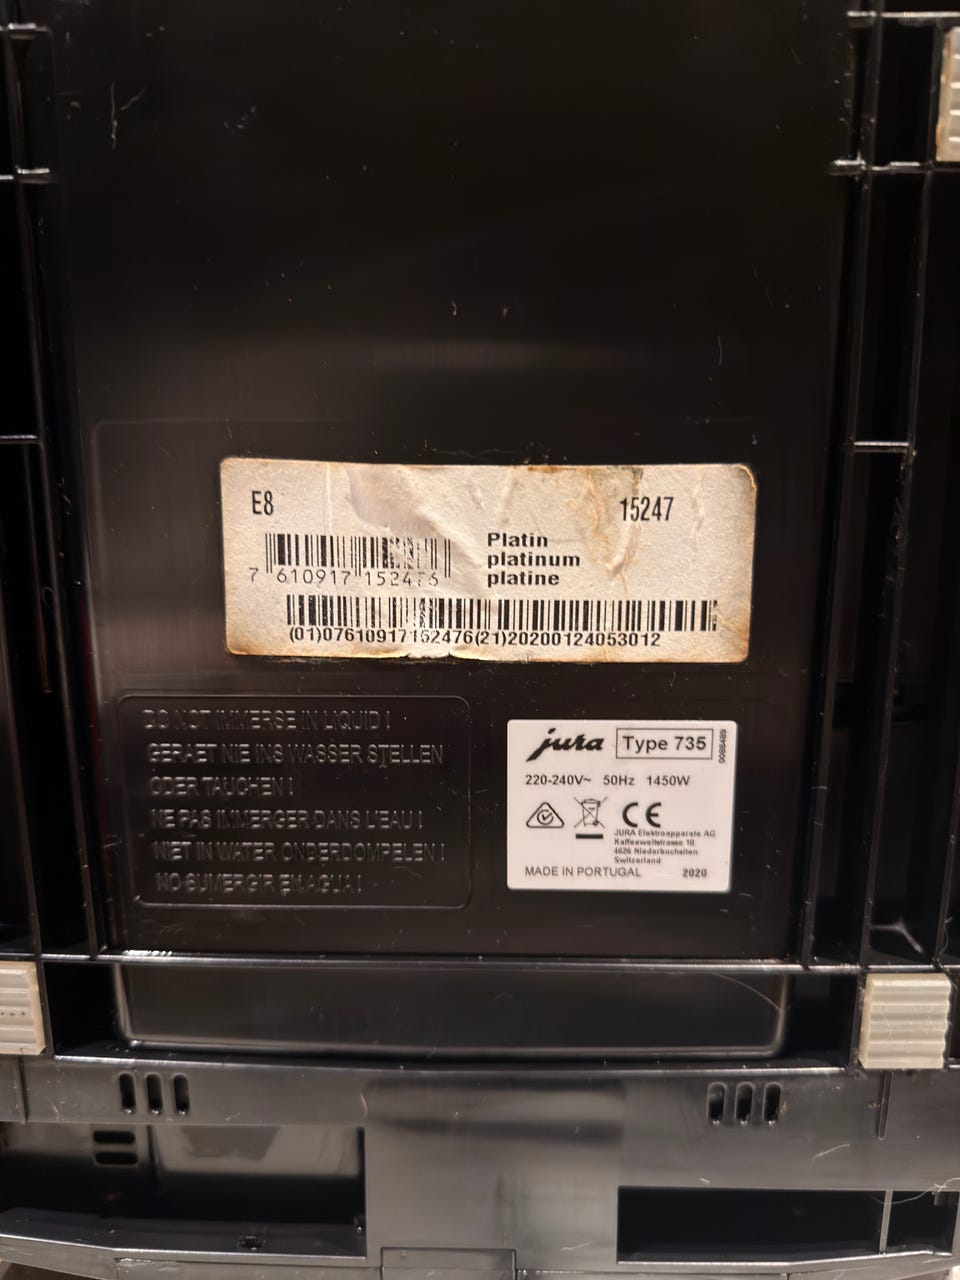 E8
15247
Platin
platinum
platine
7 610917 152476
(01)07610917152476(21)20200124053012
DO NOT IMMERSE IN LIQUID !
GERAET NIE INS WASSER STELLEN
ODER TAUCHEN !
NE PAS IMMERGER DANS L'EAU !
NIET IN WATER ONDERDOMPELEN !
NO SUMERGIR EN AGUA !
jura Type 735
0088489
220-240V~ 50Hz 1450W
CE
JURA Elektroapparate AG
Kaffeeweltstrasse 10
4626 Niederbuchsiten
Switzerland
MADE IN PORTUGAL 2020